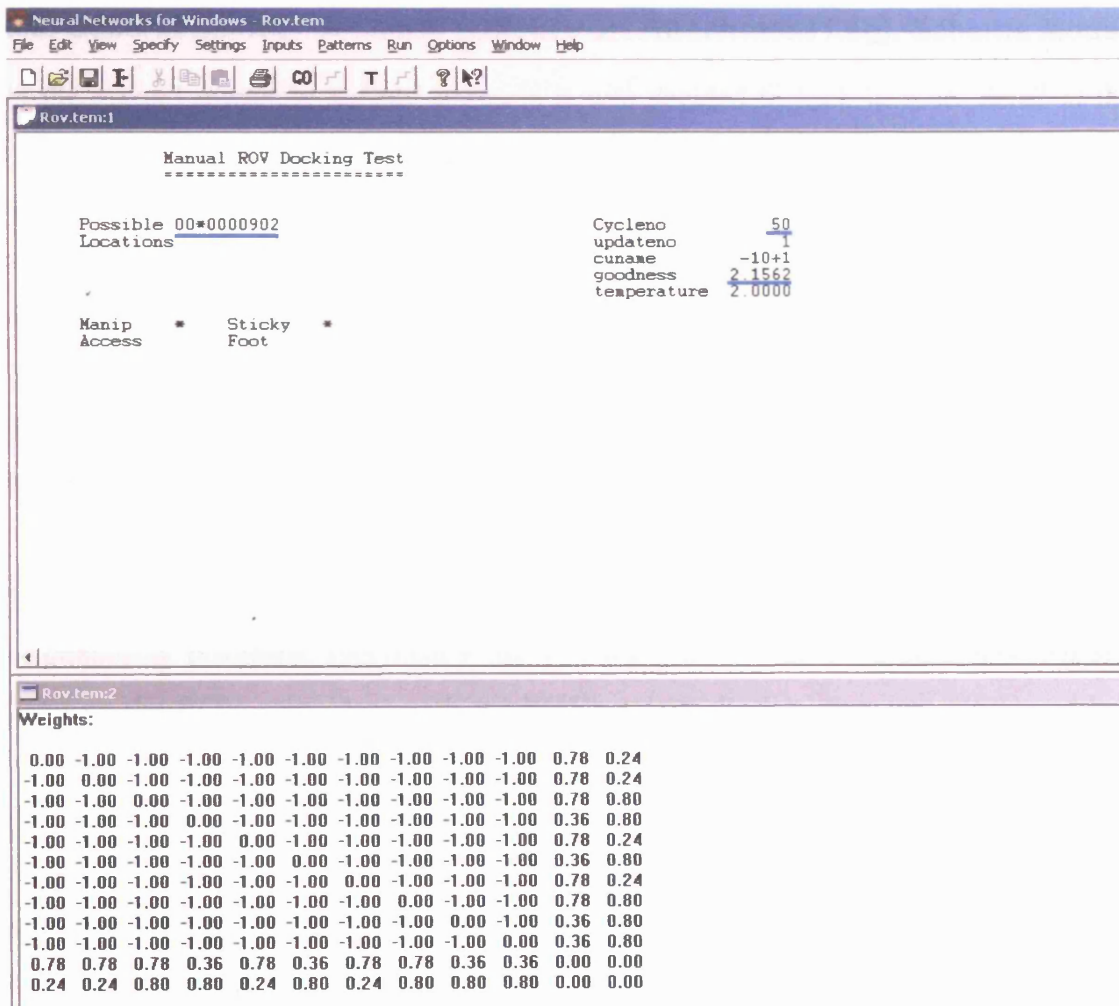 Neural Networks for Windows - Rov.tem
File Edit View Specify Settings Inputs Patterns Run Options Window Help
GO T
Rov.tem:1
Manual ROV Docking Test
=======================
Possible 00*0000902
Locations
Cycleno 50
updateno 1
cuname -10+1
goodness 2.1562
temperature 2.0000
Manip * Sticky *
Access Foot
Rov.tem:2
Weights:
0.00 -1.00 -1.00 -1.00 -1.00 -1.00 -1.00 -1.00 -1.00 -1.00 0.78 0.24
-1.00 0.00 -1.00 -1.00 -1.00 -1.00 -1.00 -1.00 -1.00 -1.00 0.78 0.24
-1.00 -1.00 0.00 -1.00 -1.00 -1.00 -1.00 -1.00 -1.00 -1.00 0.78 0.80
-1.00 -1.00 -1.00 0.00 -1.00 -1.00 -1.00 -1.00 -1.00 -1.00 0.36 0.80
-1.00 -1.00 -1.00 -1.00 0.00 -1.00 -1.00 -1.00 -1.00 -1.00 0.78 0.24
-1.00 -1.00 -1.00 -1.00 -1.00 0.00 -1.00 -1.00 -1.00 -1.00 0.36 0.80
-1.00 -1.00 -1.00 -1.00 -1.00 -1.00 0.00 -1.00 -1.00 -1.00 0.78 0.24
-1.00 -1.00 -1.00 -1.00 -1.00 -1.00 -1.00 0.00 -1.00 -1.00 0.78 0.80
-1.00 -1.00 -1.00 -1.00 -1.00 -1.00 -1.00 -1.00 0.00 -1.00 0.36 0.80
-1.00 -1.00 -1.00 -1.00 -1.00 -1.00 -1.00 -1.00 -1.00 0.00 0.36 0.80
0.78 0.78 0.78 0.36 0.78 0.36 0.78 0.78 0.36 0.36 0.00 0.00
0.24 0.24 0.80 0.80 0.24 0.80 0.24 0.80 0.80 0.80 0.00 0.00